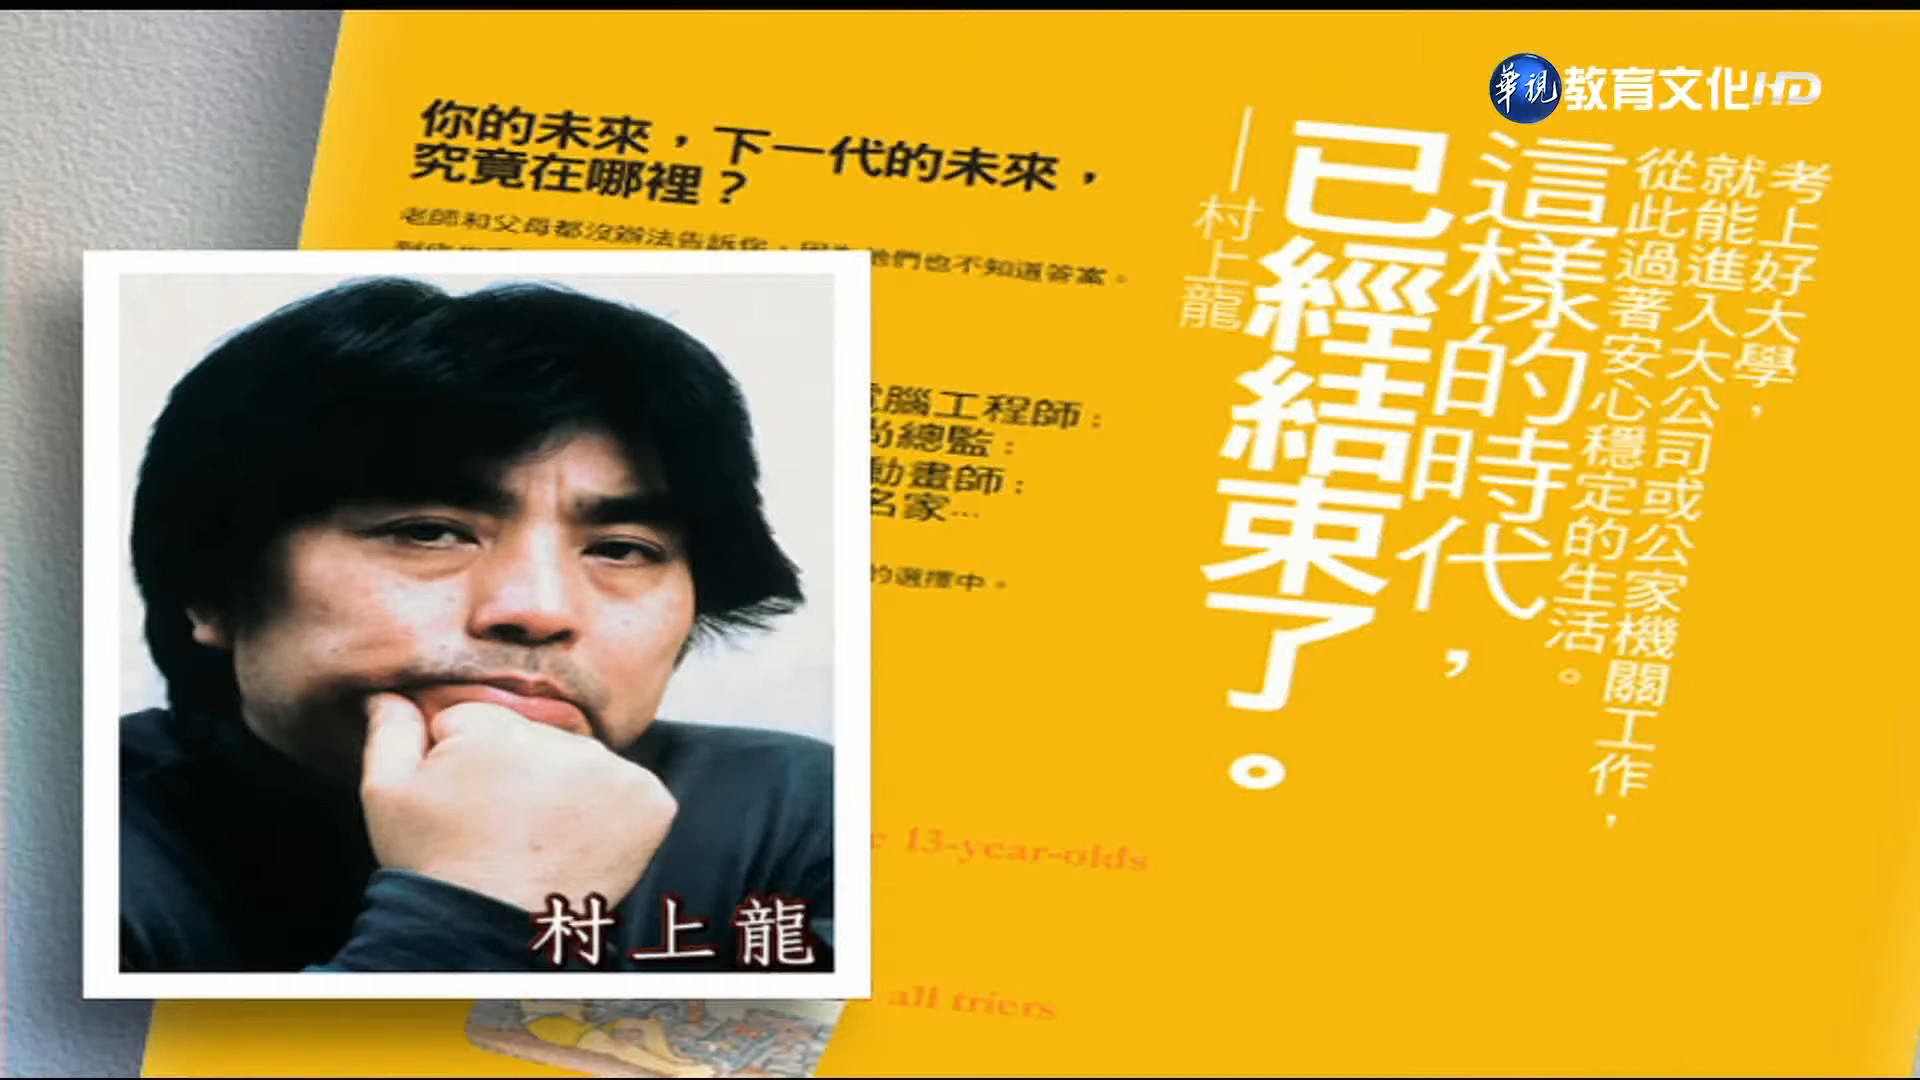 華視 教育文化HD
你的未來，下一代的未來，
究竟在哪裡？
老師和父母都沒辦法告訴你，因為他們也不知道答案。
電腦工程師：
尚總監：
動畫師：
名家…
的選擇中。
考上好大學，
就能進入大公司或公家機關工作，
從此過著安心穩定的生活。
這樣的時代，
已經結束了。
——村上龍
13-year-olds
all triers
村上龍